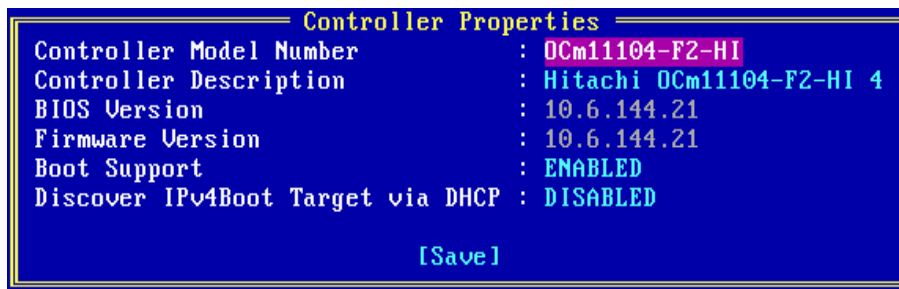 Controller Properties
Controller Model Number : OCm11104-F2-HI
Controller Description : Hitachi OCm11104-F2-HI 4
BIOS Version : 10.6.144.21
Firmware Version : 10.6.144.21
Boot Support : ENABLED
Discover IPv4Boot Target via DHCP : DISABLED
[Save]